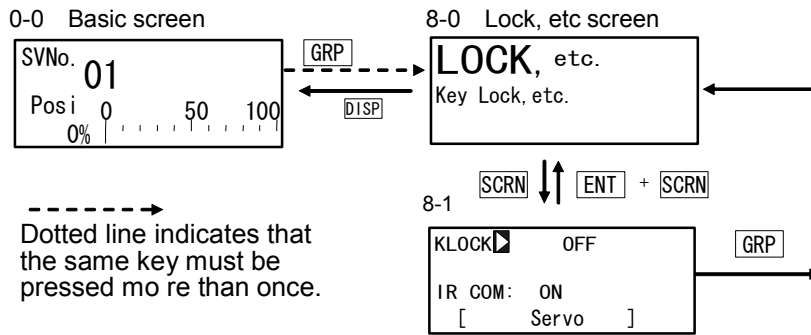 0-0 Basic screen
SVNo.
01
Posi 0 50 100
0%
GRP
DISP
8-0 Lock, etc screen
LOCK, etc.
Key Lock, etc.
SCRN ENT + SCRN
8-1
KLOCK OFF
IR COM: ON
[ Servo ]
GRP
Dotted line indicates that
the same key must be
pressed mo re than once.